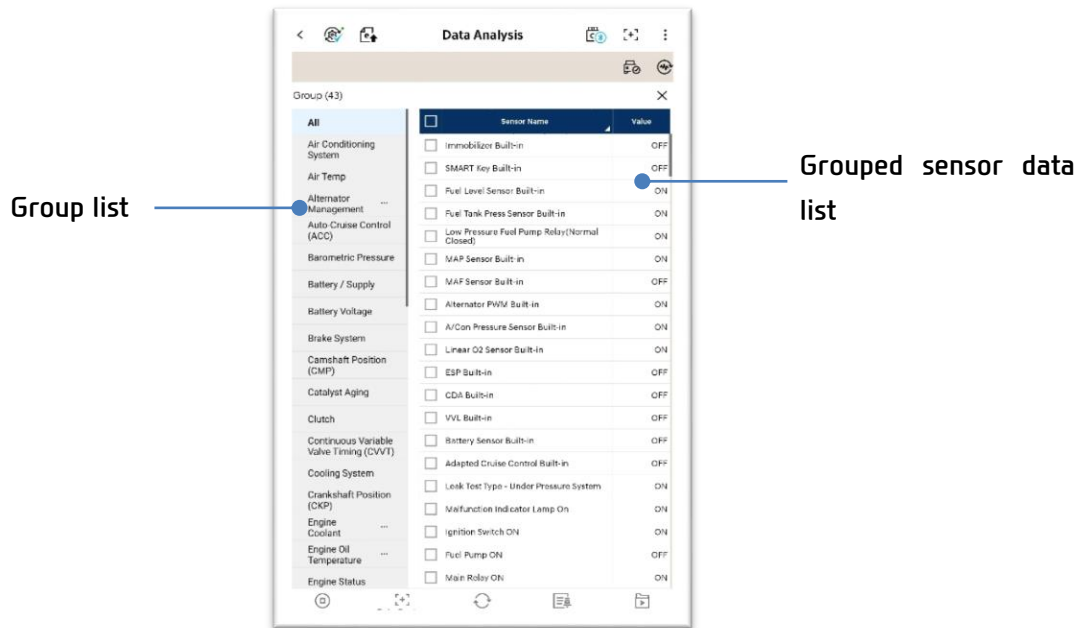 Data Analysis
Group (43)
All
Air Conditioning
System
Air Temp
Alternator ...
Management
Auto Cruise Control
(ACC)
Barometric Pressure
Battery / Supply
Battery Voltage
Brake System
Camshaft Position
(CMP)
Catalyst Aging
Clutch
Continuous Variable
Valve Timing (CVVT)
Cooling System
Crankshaft Position
(CKP)
Engine ...
Coolant
Engine Oil ...
Temperature
Engine Status
Sensor Name Value
Immobilizer Built-in OFF
SMART Key Built-in OFF
Fuel Level Sensor Built-in ON
Fuel Tank Press Sensor Built-in ON
Low Pressure Fuel Pump Relay(Normal
Closed) ON
MAP Sensor Built-in ON
MAF Sensor Built-in OFF
Alternator PWM Built-in ON
A/Con Pressure Sensor Built-in ON
Linear O2 Sensor Built-in ON
ESP Built-in OFF
CDA Built-in OFF
VVL Built-in OFF
Battery Sensor Built-in OFF
Adapted Cruise Control Built-in OFF
Leak Test Type - Under Pressure System ON
Malfunction Indicator Lamp On ON
Ignition Switch ON ON
Fuel Pump ON OFF
Main Relay ON ON
Group list
Grouped sensor data
list